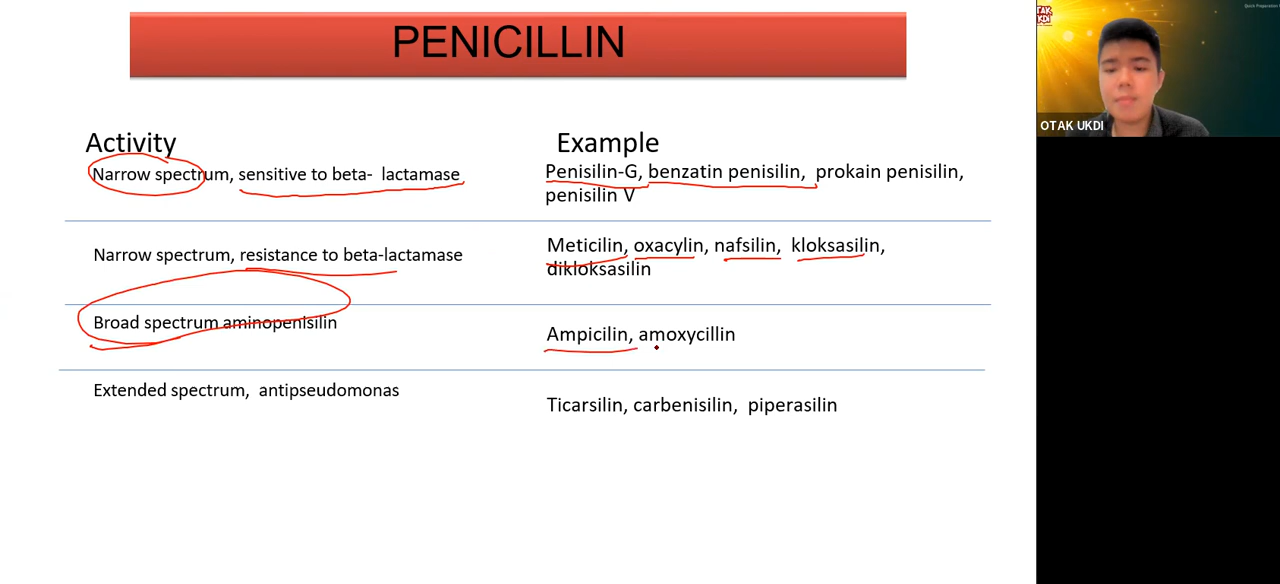 PENICILLIN
Activity
Example
Narrow spectrum, sensitive to beta- lactamase
Penisilin-G, benzatin penisilin, prokain penisilin,
penisilin V
Narrow spectrum, resistance to beta-lactamase
Meticilin, oxacylin, nafsilin, kloksasilin,
dikloksasilin
Broad spectrum aminopenisilin
Ampicilin, amoxycillin
Extended spectrum, antipseudomonas
Ticarsilin, carbenisilin, piperasilin
TAK
KDI
OTAK UKDI